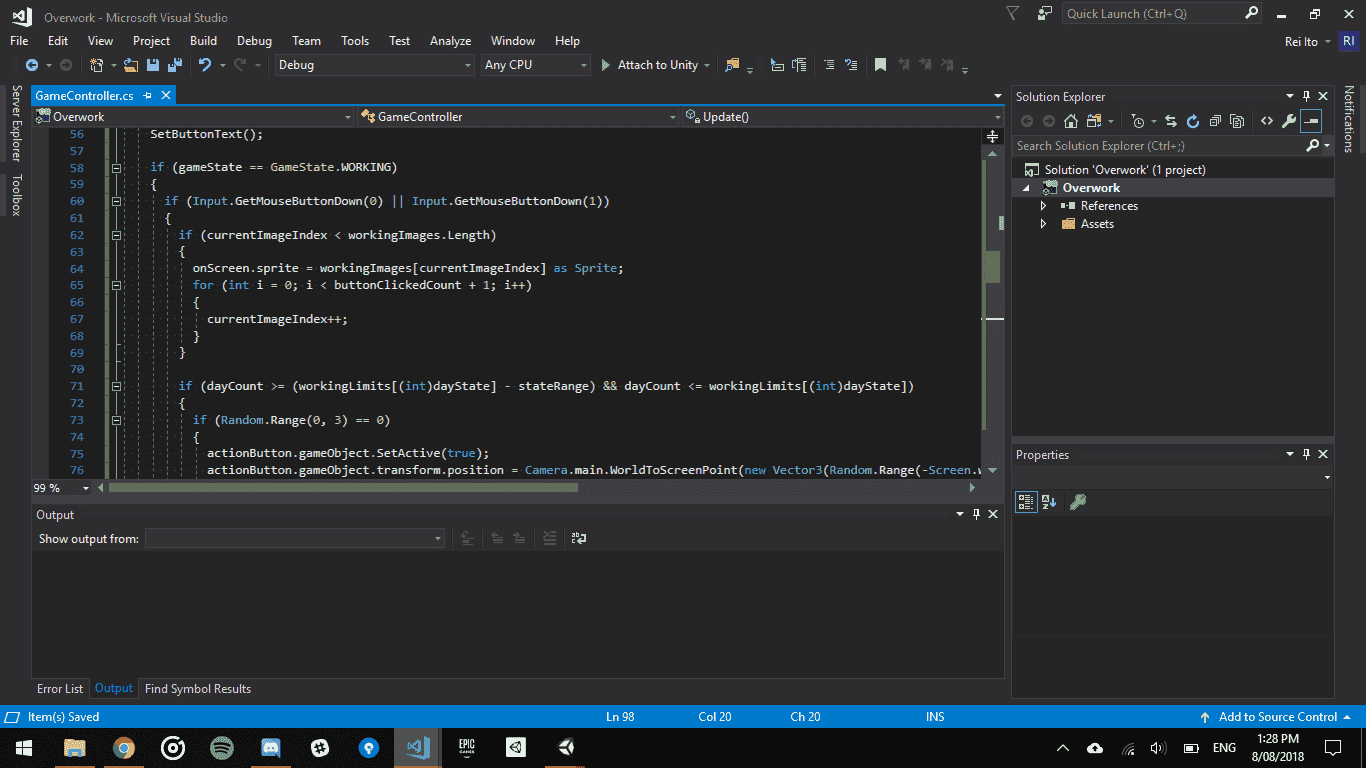 Overwork - Microsoft Visual Studio
Quick Launch (Ctrl+Q)
File Edit View Project Build Debug Team Tools Test Analyze Window Help
Rei Ito RI
Debug Any CPU Attach to Unity
Server Explorer
Toolbox
GameController.cs
Overwork GameController Update()
56 SetButtonText();
57
58 if (gameState == GameState.WORKING)
59 {
60 if (Input.GetMouseButtonDown(0) || Input.GetMouseButtonDown(1))
61 {
62 if (currentImageIndex < workingImages.Length)
63 {
64 onScreen.sprite = workingImages[currentImageIndex] as Sprite;
65 for (int i = 0; i < buttonClickedCount + 1; i++)
66 {
67 currentImageIndex++;
68 }
69 }
70
71 if (dayCount >= (workingLimits[(int)dayState] - stateRange) && dayCount <= workingLimits[(int)dayState])
72 {
73 if (Random.Range(0, 3) == 0)
74 {
75 actionButton.gameObject.SetActive(true);
76 actionButton.gameObject.transform.position = Camera.main.WorldToScreenPoint(new Vector3(Random.Range(-Screen.w
99 %
Output
Show output from:
Error List Output Find Symbol Results
Solution Explorer
Search Solution Explorer (Ctrl+;)
Solution 'Overwork' (1 project)
Overwork
References
Assets
Properties
Notifications
Item(s) Saved Ln 98 Col 20 Ch 20 INS Add to Source Control
EPIC
GAMES
ENG
1:28 PM
8/08/2018